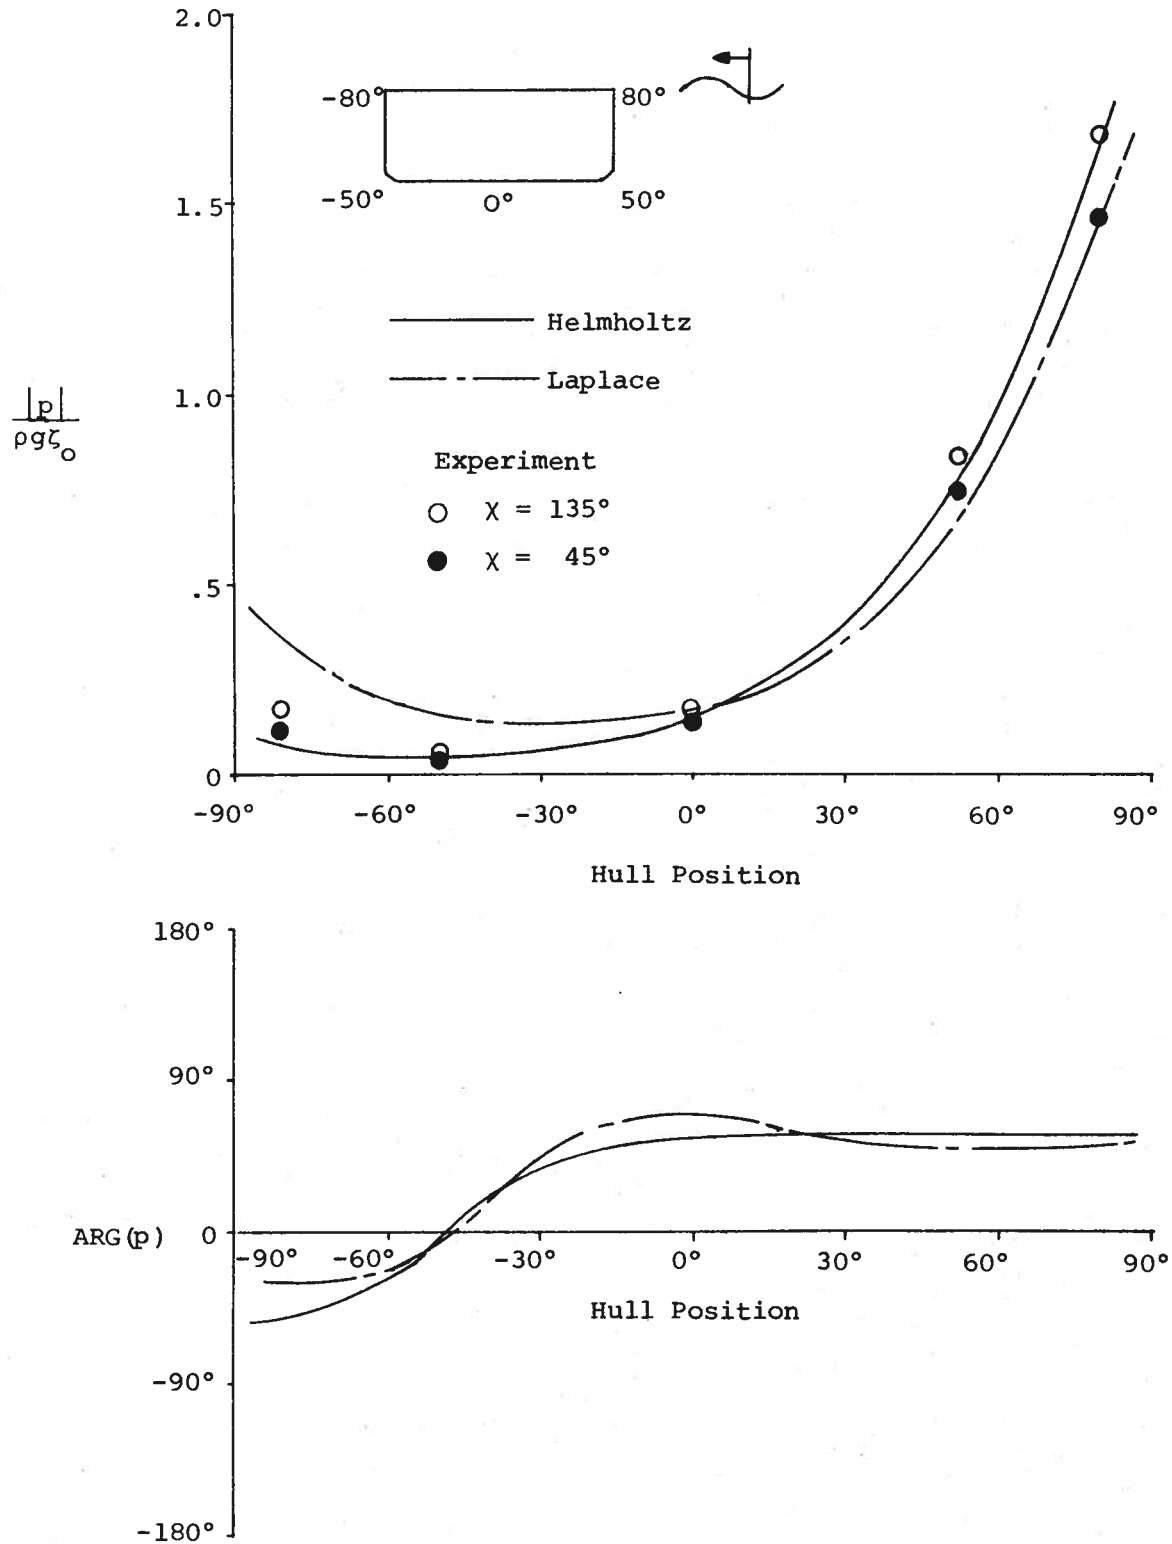 2.0
-80° 80°
-50° 0° 50°
1.5
Helmholtz
Laplace
1.0
|p|
ρgζo
Experiment
χ = 135°
χ = 45°
.5
0
-90° -60° -30° 0° 30° 60° 90°
Hull Position
180°
90°
ARG(p) 0
-90° -60° -30° 0° 30° 60° 90°
Hull Position
-90°
-180°